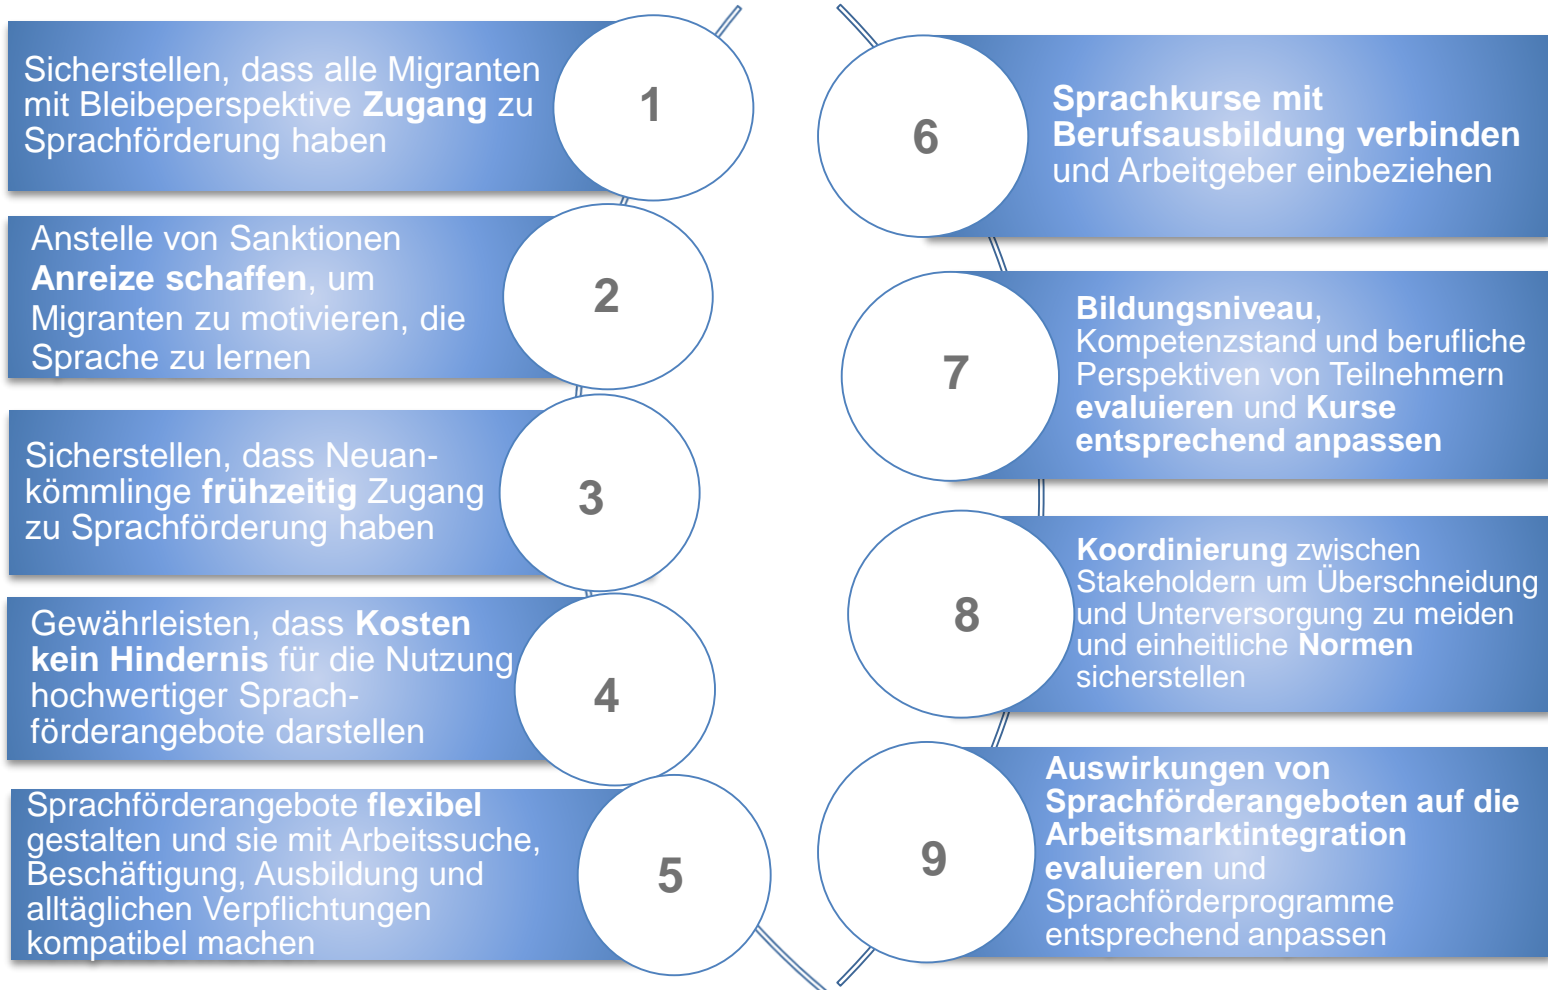 Sicherstellen, dass alle Migranten
mit Bleibeperspektive Zugang zu
Sprachförderung haben
1
Anstelle von Sanktionen
Anreize schaffen, um
Migranten zu motivieren, die
Sprache zu lernen
2
Sicherstellen, dass Neuan-
kömmlinge frühzeitig Zugang
zu Sprachförderung haben
3
Gewährleisten, dass Kosten
kein Hindernis für die Nutzung
hochwertiger Sprach-
förderangebote darstellen
4
Sprachförderangebote flexibel
gestalten und sie mit Arbeitssuche,
Beschäftigung, Ausbildung und
alltäglichen Verpflichtungen
kompatibel machen
5
6
Sprachkurse mit
Berufsausbildung verbinden
und Arbeitgeber einbeziehen
7
Bildungsniveau,
Kompetenzstand und berufliche
Perspektiven von Teilnehmern
evaluieren und Kurse
entsprechend anpassen
8
Koordinierung zwischen
Stakeholdern um Überschneidung
und Unterversorgung zu meiden
und einheitliche Normen
sicherstellen
9
Auswirkungen von
Sprachförderangeboten auf die
Arbeitsmarktintegration
evaluieren und
Sprachförderprogramme
entsprechend anpassen